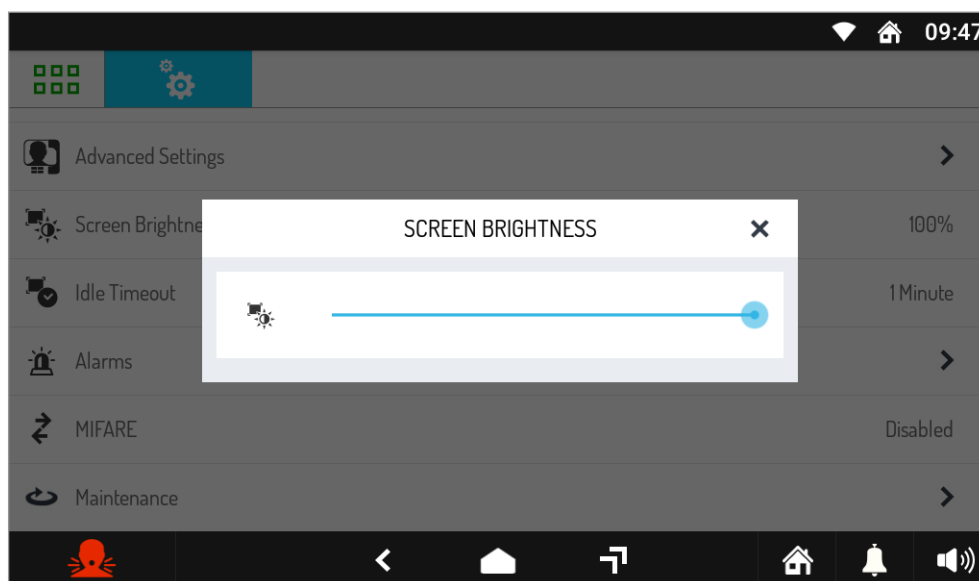 09:47
Advanced Settings
Screen Brightne
100%
SCREEN BRIGHTNESS
Idle Timeout
1 Minute
Alarms
MIFARE
Disabled
Maintenance